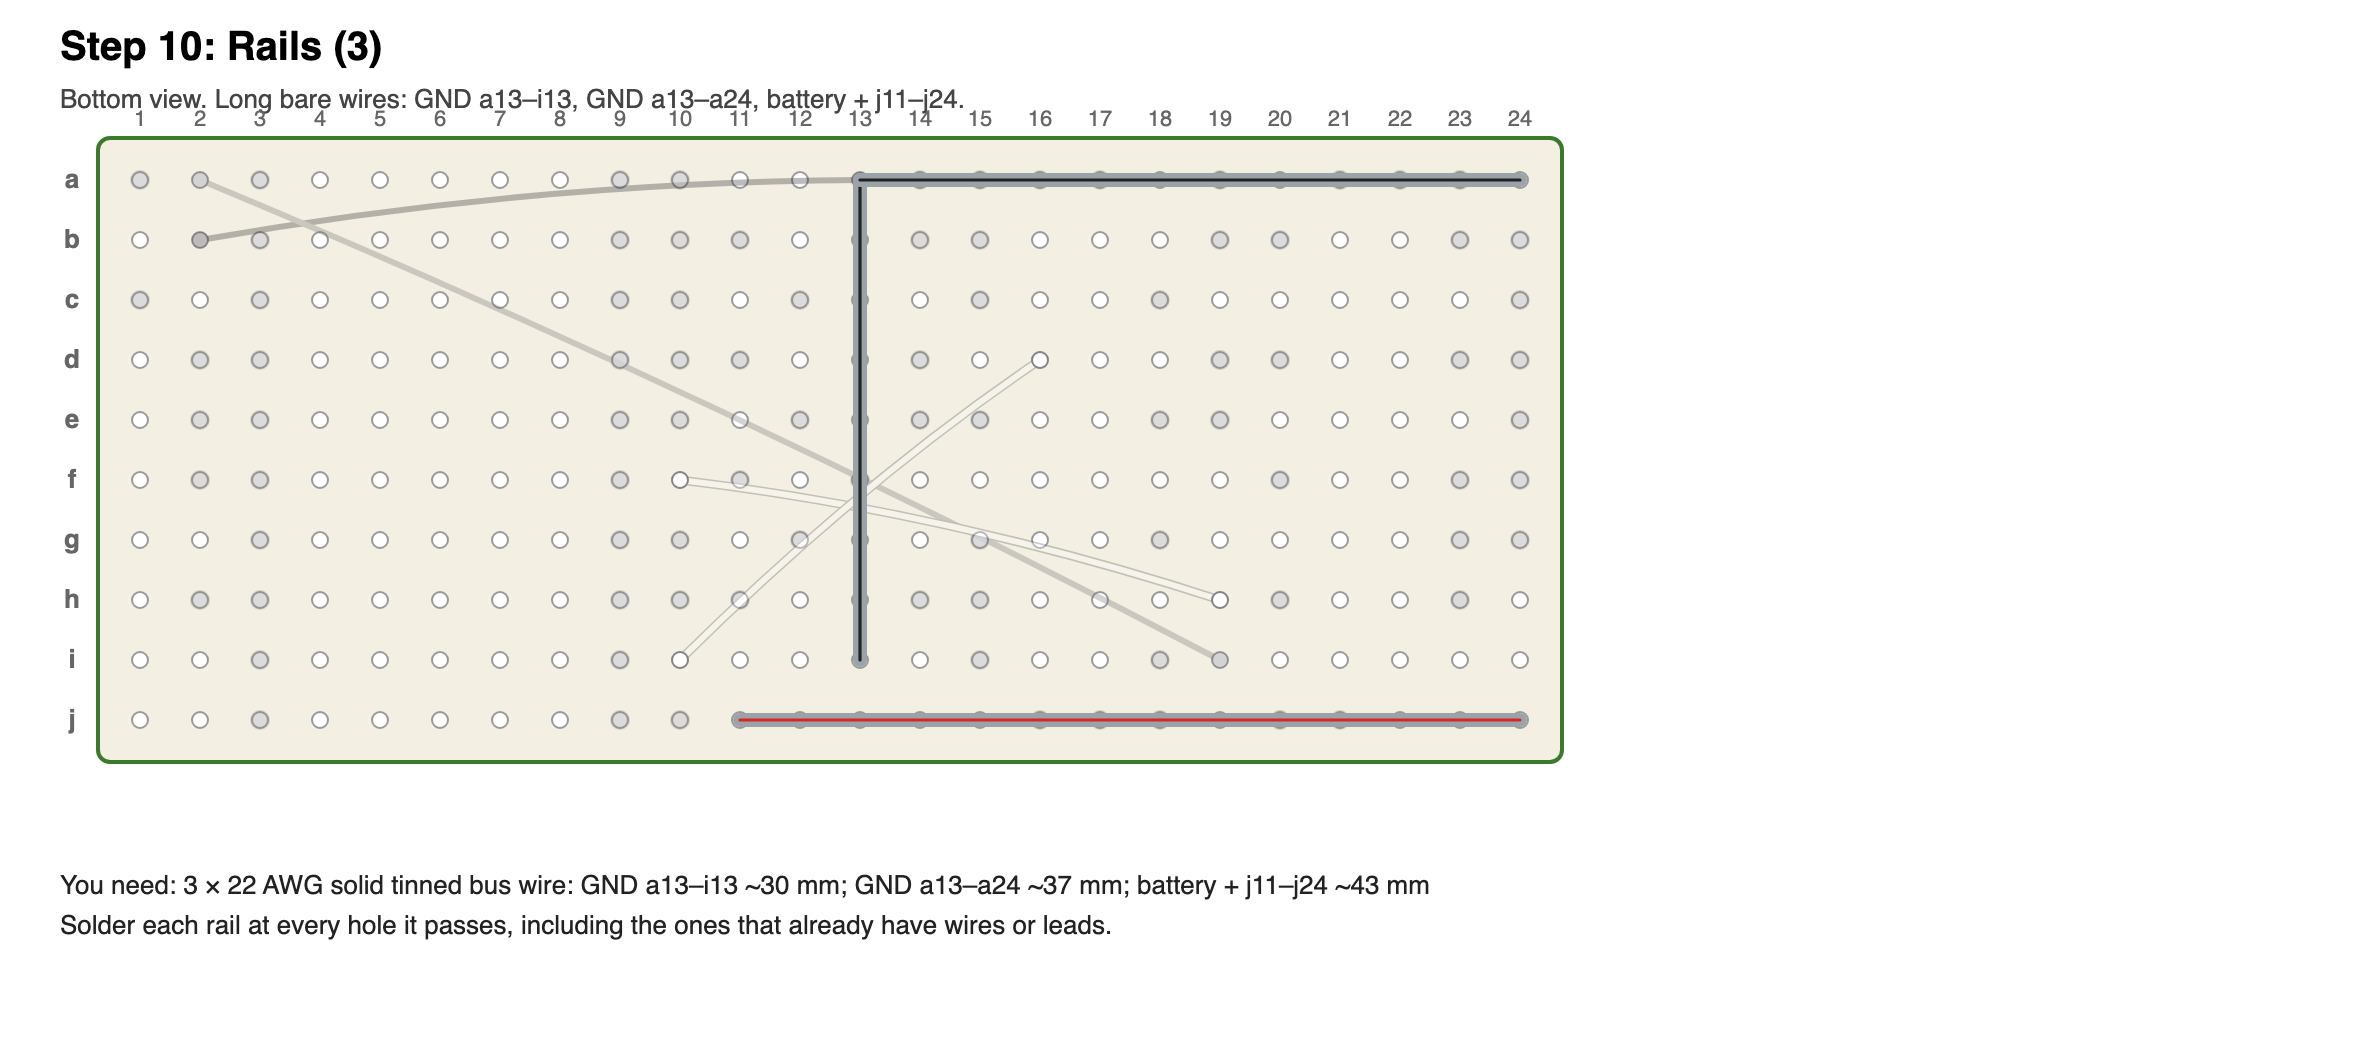 Step 10: Rails (3)
Bottom view. Long bare wires: GND a13–i13, GND a13–a24, battery + j11–j24.
1 2 3 4 5 6 7 8 9 10 11 12 13 14 15 16 17 18 19 20 21 22 23 24
a
b
c
d
e
f
g
h
i
j
You need: 3 × 22 AWG solid tinned bus wire: GND a13–i13 ~30 mm; GND a13–a24 ~37 mm; battery + j11–j24 ~43 mm
Solder each rail at every hole it passes, including the ones that already have wires or leads.